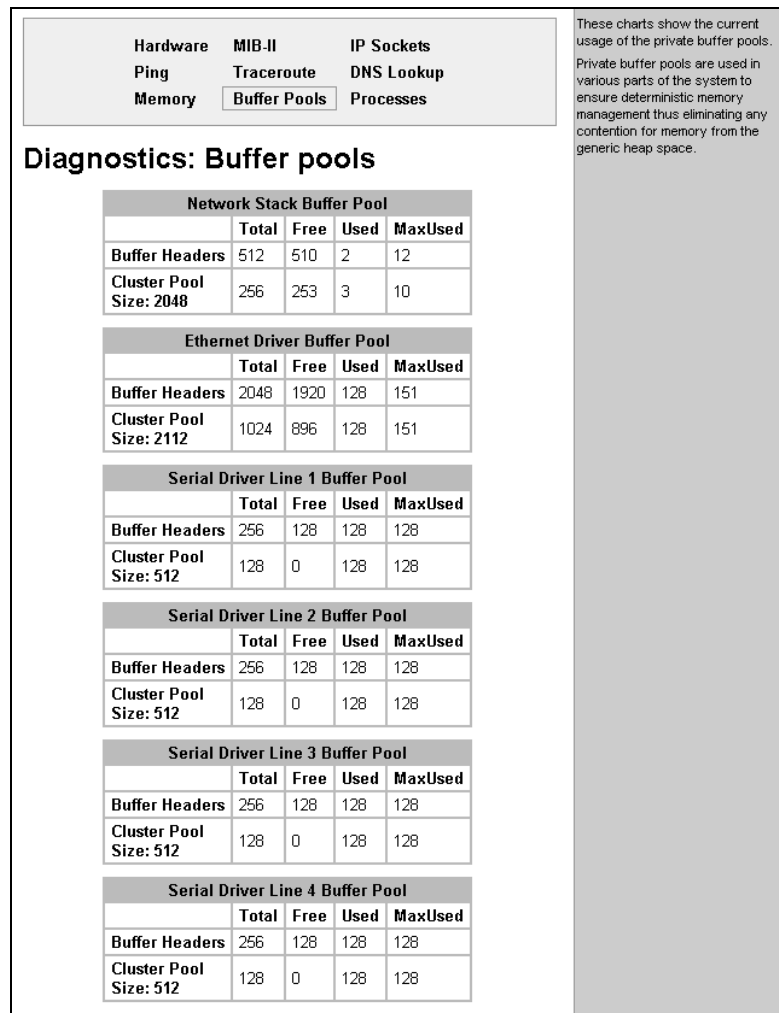 Hardware MIB-II IP Sockets
Ping Traceroute DNS Lookup
Memory Buffer Pools Processes
Diagnostics: Buffer pools
Network Stack Buffer Pool
Total Free Used MaxUsed
Buffer Headers 512 510 2 12
Cluster Pool
Size: 2048 256 253 3 10
Ethernet Driver Buffer Pool
Total Free Used MaxUsed
Buffer Headers 2048 1920 128 151
Cluster Pool
Size: 2112 1024 896 128 151
Serial Driver Line 1 Buffer Pool
Total Free Used MaxUsed
Buffer Headers 256 128 128 128
Cluster Pool
Size: 512 128 0 128 128
Serial Driver Line 2 Buffer Pool
Total Free Used MaxUsed
Buffer Headers 256 128 128 128
Cluster Pool
Size: 512 128 0 128 128
Serial Driver Line 3 Buffer Pool
Total Free Used MaxUsed
Buffer Headers 256 128 128 128
Cluster Pool
Size: 512 128 0 128 128
Serial Driver Line 4 Buffer Pool
Total Free Used MaxUsed
Buffer Headers 256 128 128 128
Cluster Pool
Size: 512 128 0 128 128
These charts show the current
usage of the private buffer pools.
Private buffer pools are used in
various parts of the system to
ensure deterministic memory
management thus eliminating any
contention for memory from the
generic heap space.